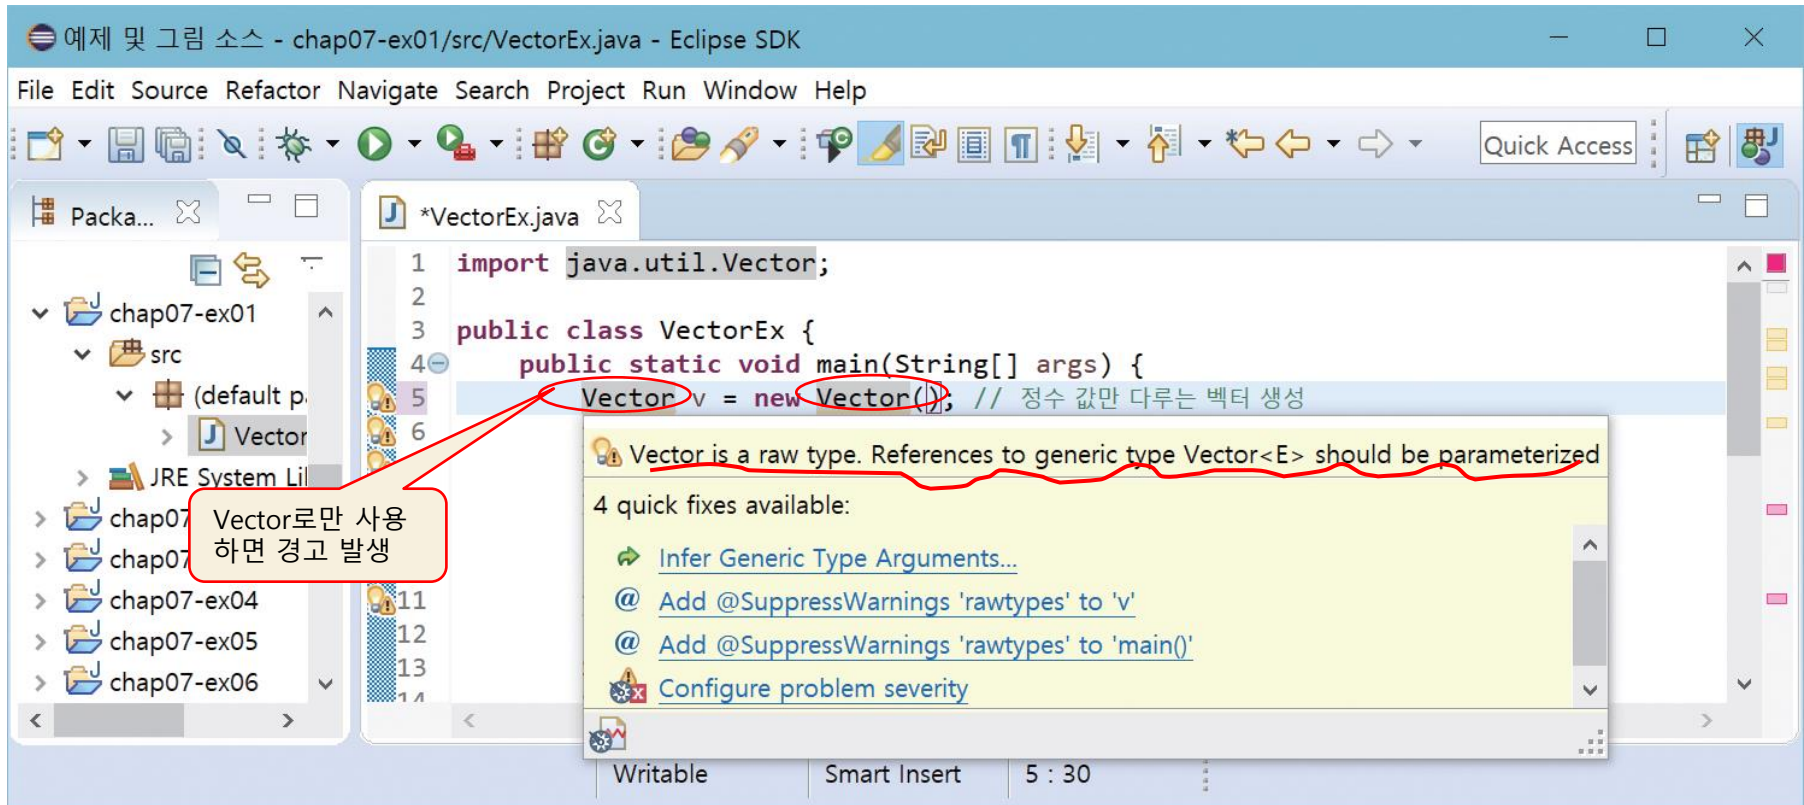 예제 및 그림 소스 - chap07-ex01/src/VectorEx.java - Eclipse SDK
File Edit Source Refactor Navigate Search Project Run Window Help
Quick Access
Packa...
*VectorEx.java
chap07-ex01
src
(default p
Vector
JRE System Li
chap07
chap07
chap07-ex04
chap07-ex05
chap07-ex06
1 import java.util.Vector;
2
3 public class VectorEx {
4 public static void main(String[] args) {
5 Vector v = new Vector(); // 정수 값만 다루는 벡터 생성
6
11
12
13
14
Vector로만 사용
하면 경고 발생
Vector is a raw type. References to generic type Vector<E> should be parameterized
4 quick fixes available:
Infer Generic Type Arguments...
@ Add @SuppressWarnings 'rawtypes' to 'v'
@ Add @SuppressWarnings 'rawtypes' to 'main()'
Configure problem severity
Writable
Smart Insert
5 : 30